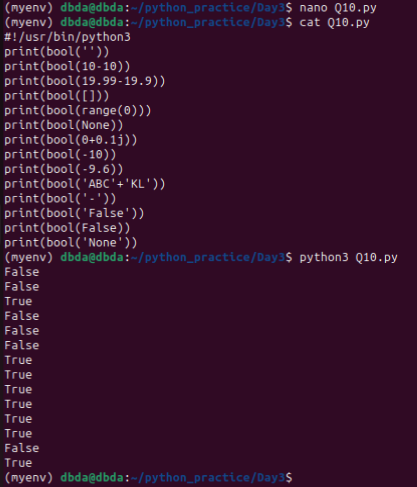 (myenv) dbda@dbda:~/python_practice/Day3$ nano Q10.py
(myenv) dbda@dbda:~/python_practice/Day3$ cat Q10.py
#!/usr/bin/python3
print(bool(''))
print(bool(10-10))
print(bool(19.99-19.9))
print(bool([]))
print(bool(range(0)))
print(bool(None))
print(bool(0+0.1j))
print(bool(-10))
print(bool(-9.6))
print(bool('ABC'+'KL'))
print(bool('-'))
print(bool('False'))
print(bool(False))
print(bool('None'))
(myenv) dbda@dbda:~/python_practice/Day3$ python3 Q10.py
False
False
True
False
False
False
True
True
True
True
True
True
False
True
(myenv) dbda@dbda:~/python_practice/Day3$